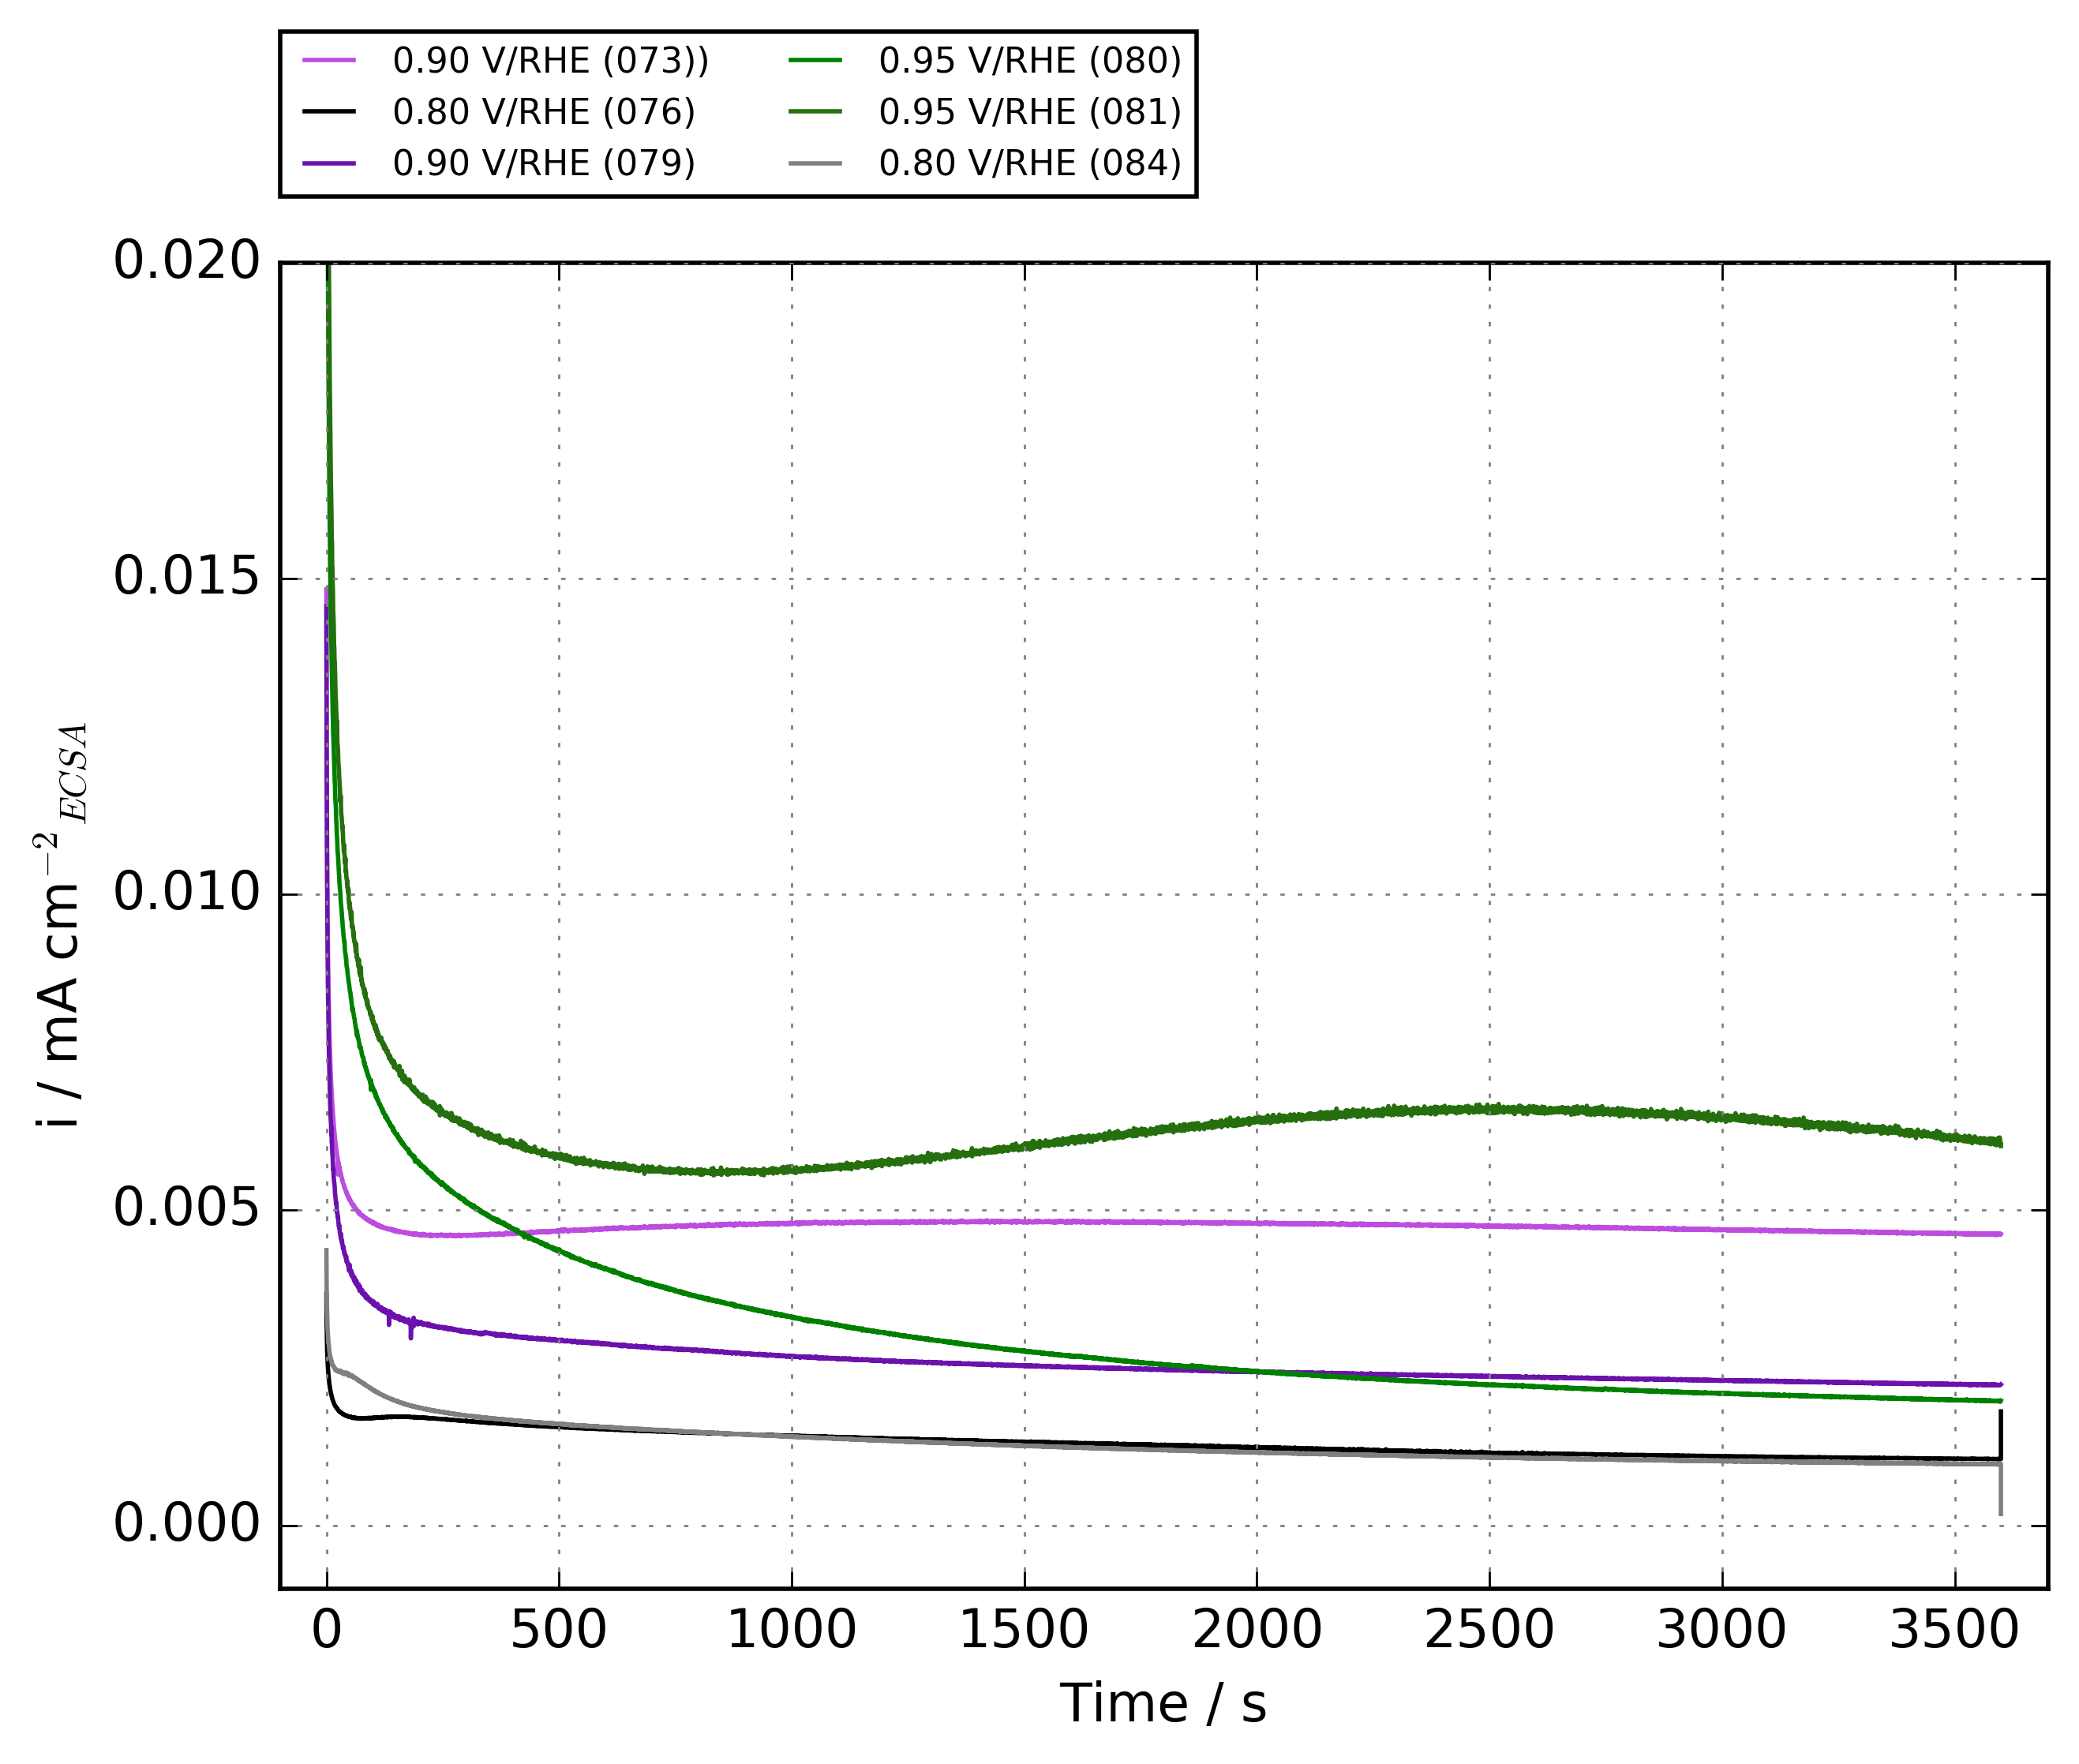 0.90 V/RHE (073))
0.80 V/RHE (076)
0.90 V/RHE (079)
0.95 V/RHE (080)
0.95 V/RHE (081)
0.80 V/RHE (084)
0.020
0.015
0.010
0.005
0.000
i / mA cm⁻²ECSA
0 500 1000 1500 2000 2500 3000 3500
Time / s